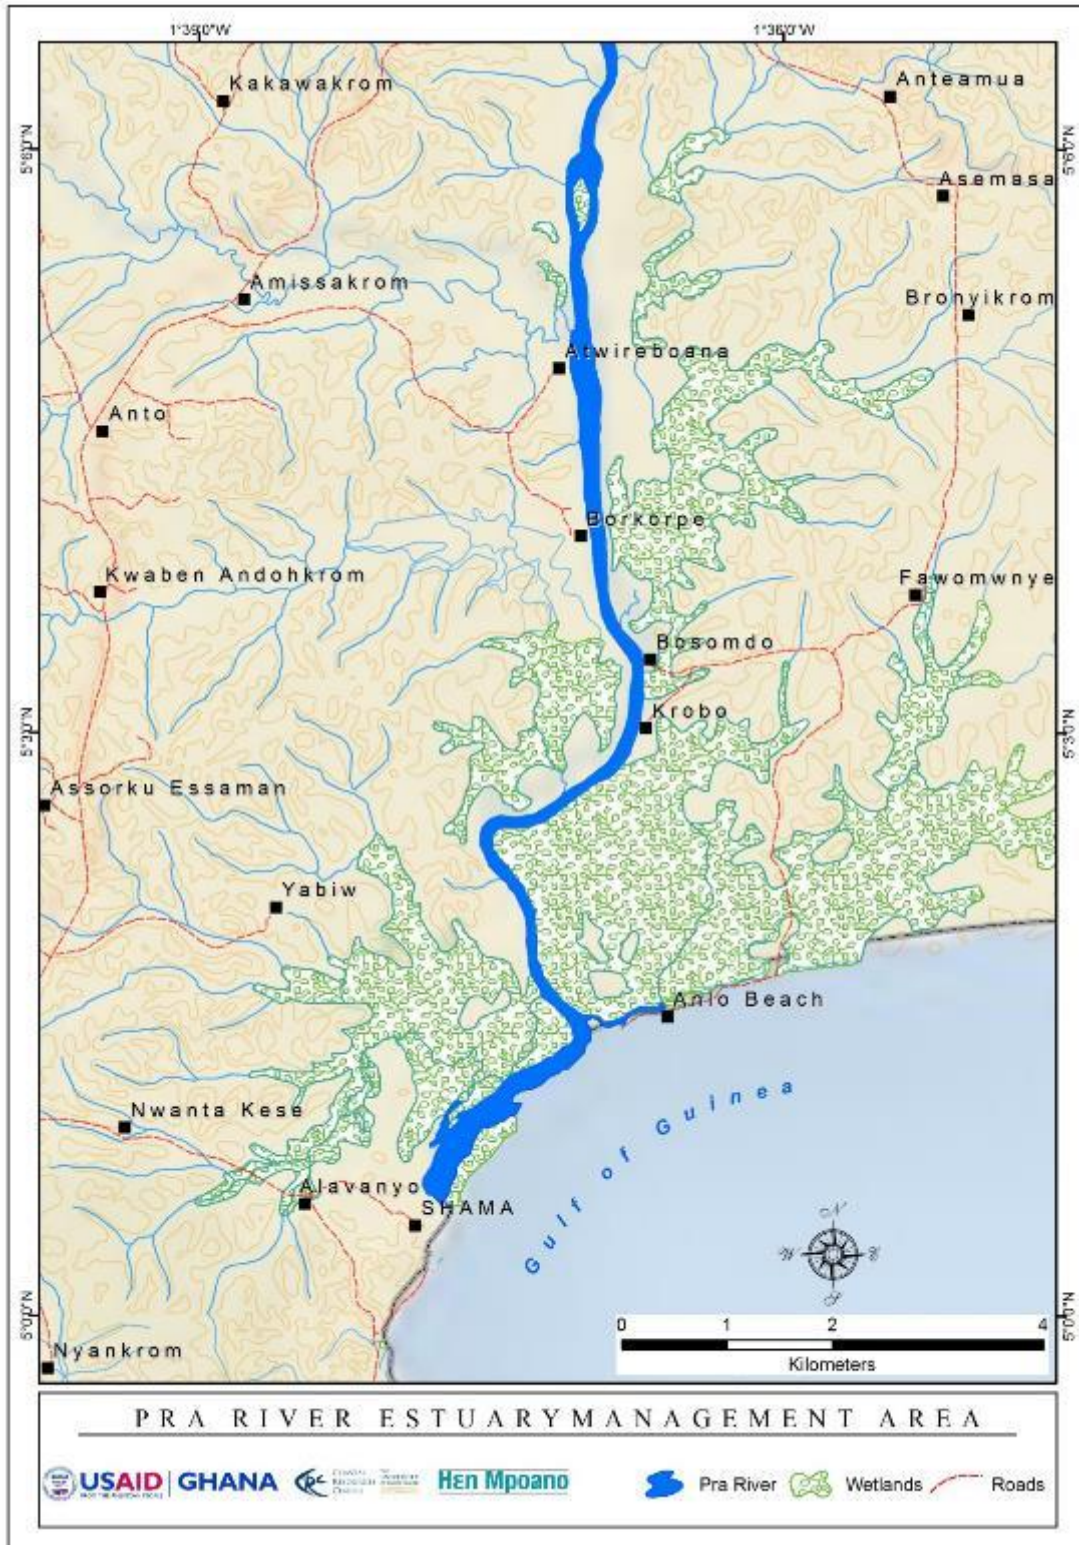 1°39'0"W 1°36'0"W
Kakawakrom
Anteamua
5°6'0"N 5°6'0"N
Asemasa
Amissakrom
Bronyikrom
Atwireboana
Anto
Borkorpe
Kwaben Andohkrom
Fawomwnye
Bosomdo
Krobo
5°3'0"N 5°3'0"N
Assorku Essaman
Yabiw
Anlo Beach
Gulf of Guinea
Nwanta Kese
Alavanyo
SHAMA
N
W E
S
5°0'0"N 5°0'0"N
0 1 2 4
Kilometers
Nyankrom
PRA RIVER ESTUARYMANAGEMENT AREA
USAID GHANA
Hen Mpoano
Pra River Wetlands Roads